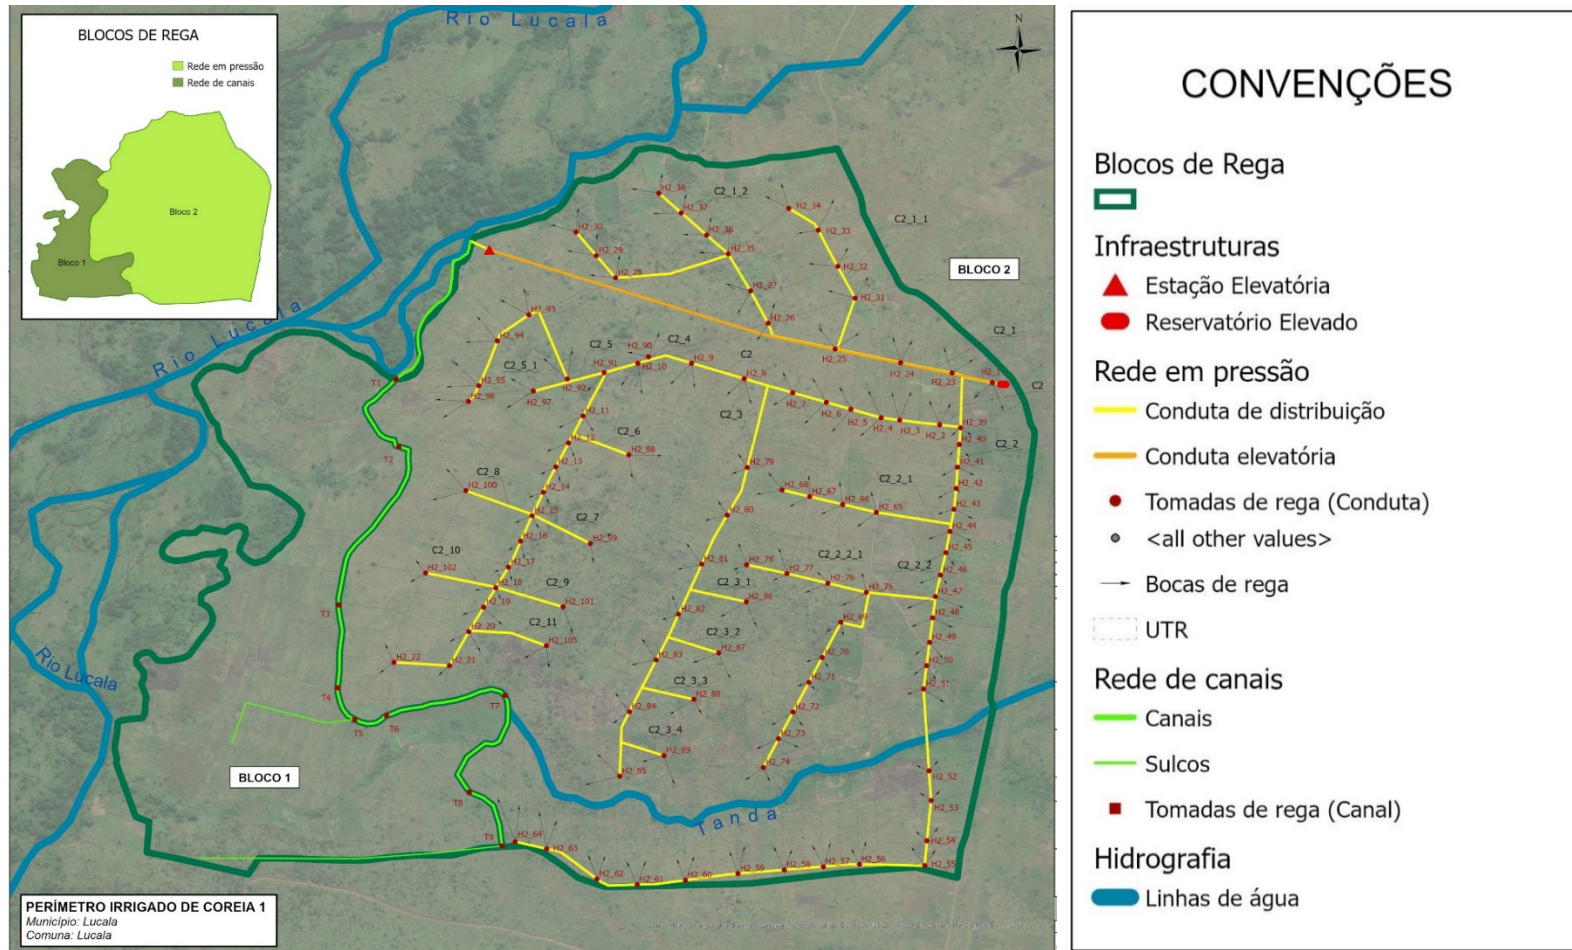 BLOCOS DE REGA
Rede em pressão
Rede de canais
Bloco 2
Bloco 1
Rio Lucala
N
Rio Lucala
Rio Lucala
Tanda
BLOCO 2
BLOCO 1
H2_38
C2_1_2
H2_37
H2_34
C2_1_1
H2_30
H2_36
H2_33
H2_29
H2_35
H2_32
H2_28
H2_27
H2_31
H2_26
H2_93
C2_1
H2_94
C2_5
C2_4
H2_90
H2_9
C2
H2_25
H2_24
H2_23
H2_1
C2
C2_5_1
H2_91
H2_10
H2_8
T1
H2_95
H2_92
H2_96
H2_97
H2_7
H2_6
H2_5
H2_4
H2_3
H2_2
H2_39
H2_11
C2_3
C2_6
H2_12
H2_98
H2_40
C2_2
T2
H2_13
H2_79
H2_41
C2_8
H2_100
H2_14
H2_68
H2_67
C2_2_1
H2_66
H2_65
H2_42
H2_43
H2_15
C2_7
H2_80
H2_44
H2_16
H2_99
H2_45
C2_10
H2_102
H2_17
H2_81
H2_78
C2_2_2_1
H2_77
H2_76
H2_75
C2_2_2
H2_46
H2_18
C2_9
C2_3_1
H2_86
H2_47
T3
H2_19
H2_101
H2_82
H2_48
H2_20
C2_11
H2_103
C2_3_2
H2_87
H2_69
H2_49
H2_22
H2_21
H2_83
H2_70
H2_50
T4
C2_3_3
H2_88
H2_71
H2_51
T7
T5
T6
H2_84
H2_72
C2_3_4
H2_89
H2_73
H2_85
H2_74
H2_52
T8
H2_53
T9
H2_64
H2_63
H2_54
H2_62
H2_61
H2_60
H2_59
H2_58
H2_57
H2_56
H2_55
PERÍMETRO IRRIGADO DE COREIA 1
Município: Lucala
Comuna: Lucala
CONVENÇÕES
Blocos de Rega
Infraestruturas
Estação Elevatória
Reservatório Elevado
Rede em pressão
Conduta de distribuição
Conduta elevatória
Tomadas de rega (Conduta)
<all other values>
Bocas de rega
UTR
Rede de canais
Canais
Sulcos
Tomadas de rega (Canal)
Hidrografia
Linhas de água